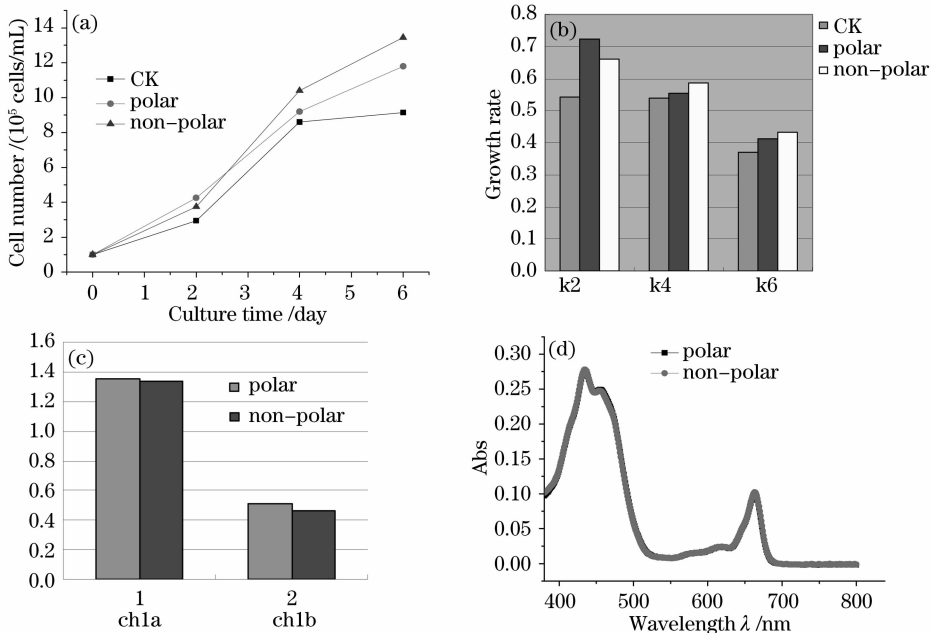 (a)
Cell number /(10⁵ cells/mL)
14
12
10
8
6
4
2
0
CK
polar
non-polar
0 1 2 3 4 5 6
Culture time /day
(b)
Growth rate
0.8
0.7
0.6
0.5
0.4
0.3
0.2
0.1
0.0
CK
polar
non-polar
k2 k4 k6
(c)
1.6
1.4
1.2
1.0
0.8
0.6
0.4
0.2
0.0
polar
non-polar
1 2
ch1a ch1b
(d)
Abs
0.30
0.25
0.20
0.15
0.10
0.05
0.00
polar
non-polar
400 500 600 700 800
Wavelength λ /nm